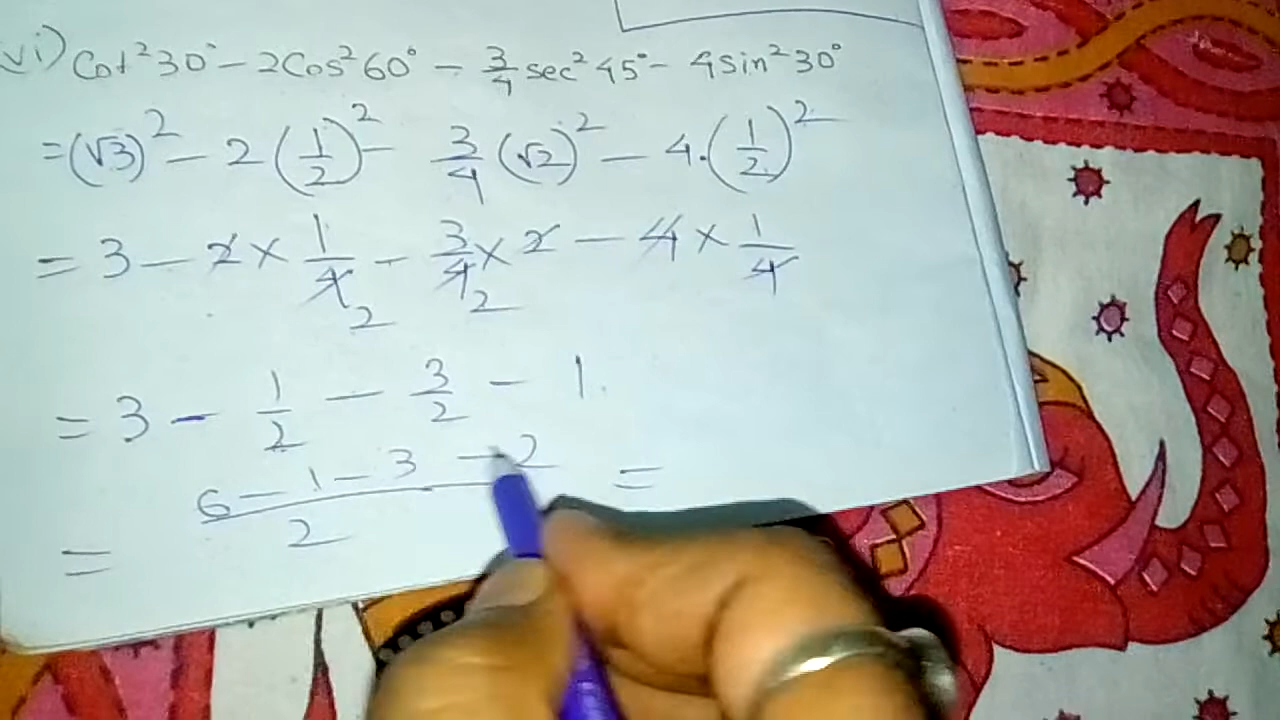 vi) Cot²30° - 2Cos²60° - 3/4 sec²45° - 4sin²30°
= (√3)² - 2(1/2)² - 3/4(√2)² - 4.(1/2)²
= 3 - 2 × 1/4 2 - 3/4 2 × 2 - 4 × 1/4
= 3 - 1/2 - 3/2 - 1.
= 6 - 1 - 3 - 2 / 2 =